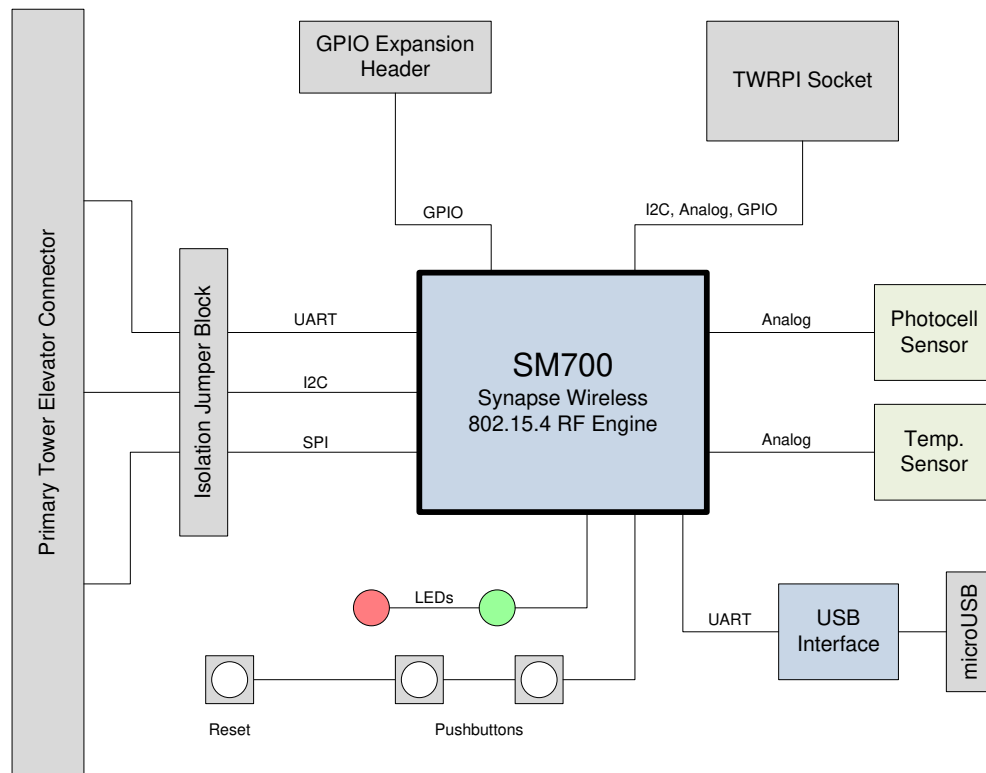 GPIO Expansion
Header
TWRPI Socket
GPIO
I2C, Analog, GPIO
Primary Tower Elevator Connector
Isolation Jumper Block
UART
I2C
SPI
SM700
Synapse Wireless
802.15.4 RF Engine
Analog
Photocell
Sensor
Analog
Temp.
Sensor
LEDs
UART
USB
Interface
microUSB
Reset
Pushbuttons